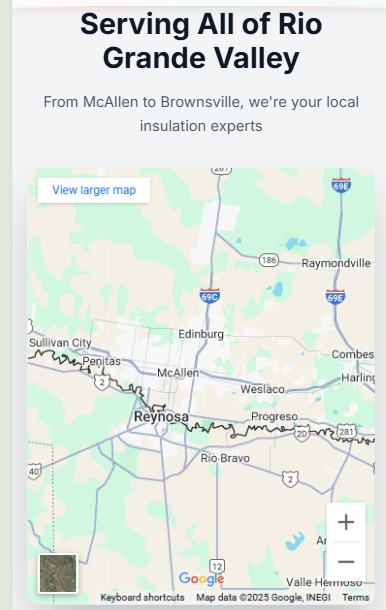 Serving All of Rio
Grande Valley
From McAllen to Brownsville, we're your local
insulation experts
View larger map
281
69E
186
Raymondville
69C
69E
Edinburg
Sullivan City
Combes
Penitas
McAllen
Harling
2
Weslaco
Reynosa
Progreso
20
281
Río Bravo
40
2
12
Valle Hermoso
Google
Keyboard shortcuts
Map data ©2025 Google, INEGI
Terms